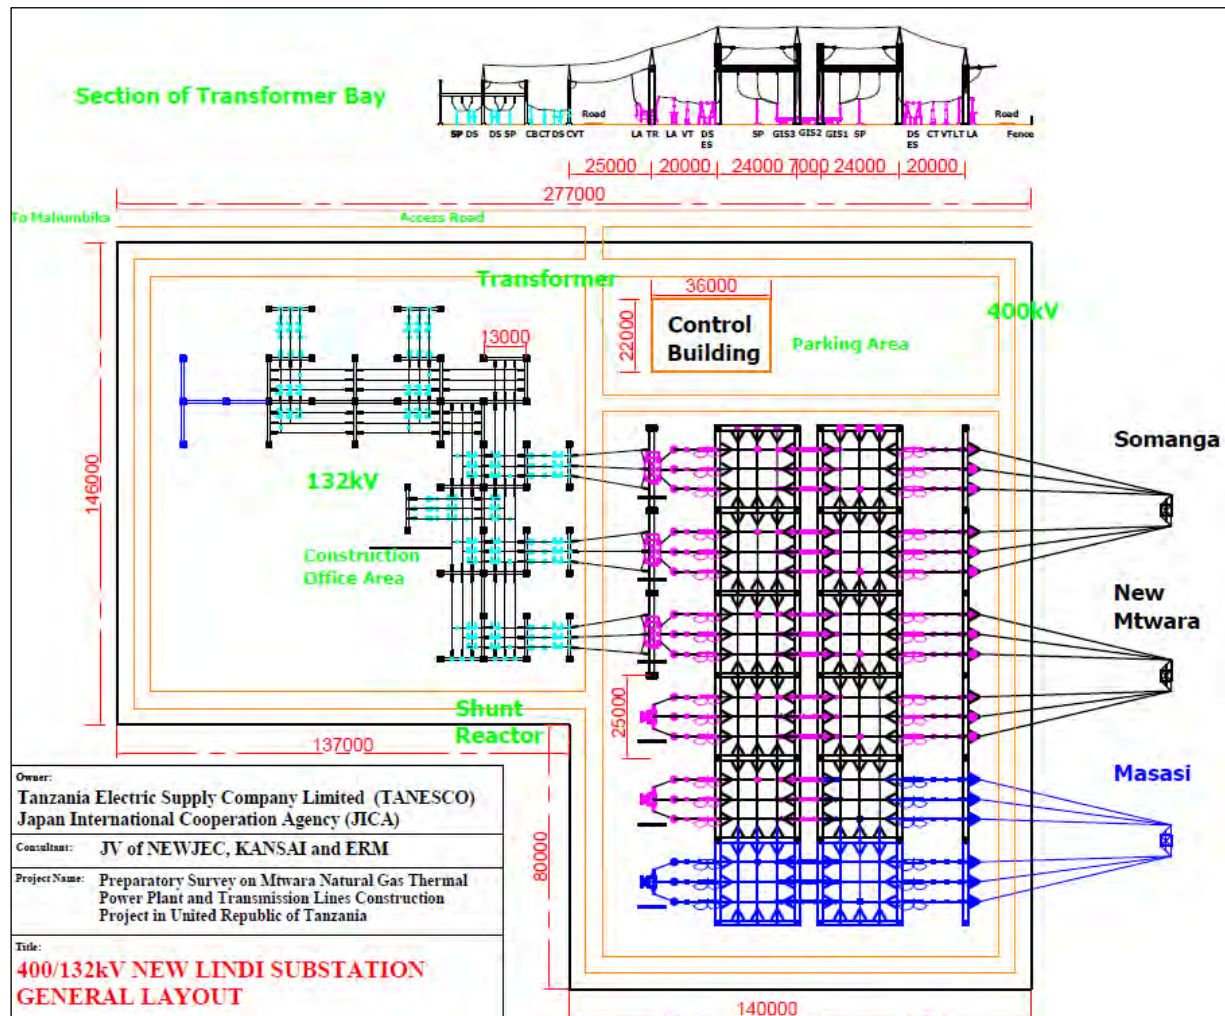 Section of Transformer Bay
Road
Road
SP DS
DS SP
CB CT DS CVT
LA TR
LA VT DS
ES
SP
GIS3 GIS2 GIS1 SP
DS
ES
CT VT LT LA
Fence
25000
20000
24000
7000
24000
20000
277000
To Mahumbika
Access Road
Transformer
36000
400kV
22000
Control
Building
Parking Area
13000
Somanga
146000
132kV
Construction
Office Area
New
Mtwara
25000
Shunt
Reactor
137000
Masasi
80000
140000
Owner:
Tanzania Electric Supply Company Limited (TANESCO)
Japan International Cooperation Agency (JICA)
Consultant: JV of NEWJEC, KANSAI and ERM
Project Name: Preparatory Survey on Mtwara Natural Gas Thermal
Power Plant and Transmission Lines Construction
Project in United Republic of Tanzania
Title:
400/132kV NEW LINDI SUBSTATION
GENERAL LAYOUT